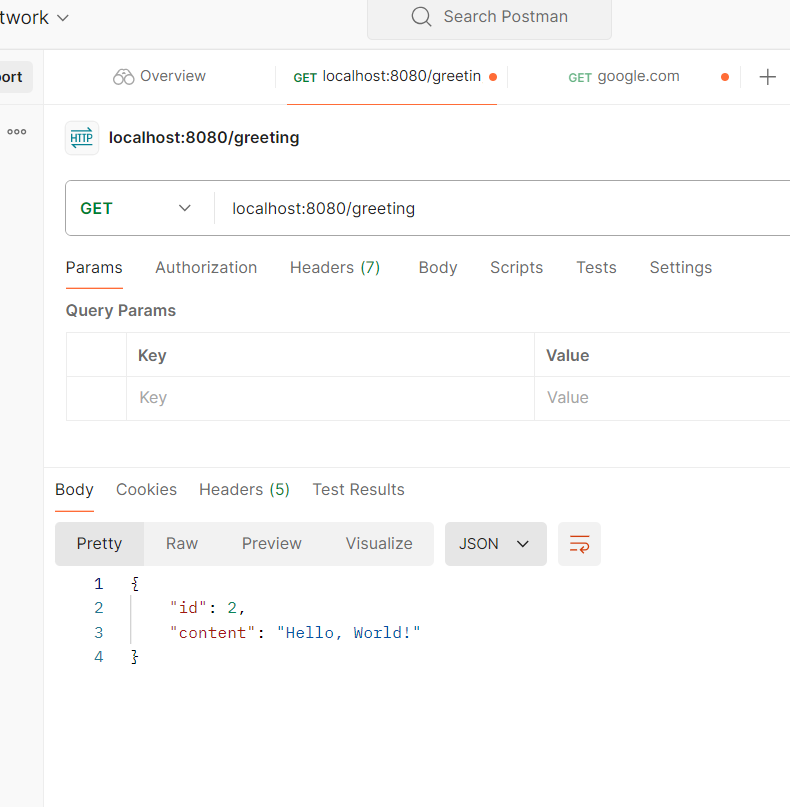 twork
Search Postman
ort
Overview
GET localhost:8080/greetin
GET google.com
HTTP localhost:8080/greeting
GET localhost:8080/greeting
Params Authorization Headers (7) Body Scripts Tests Settings
Query Params
Key Value
Key Value
Body Cookies Headers (5) Test Results
Pretty Raw Preview Visualize JSON
1 {
2 "id": 2,
3 "content": "Hello, World!"
4 }